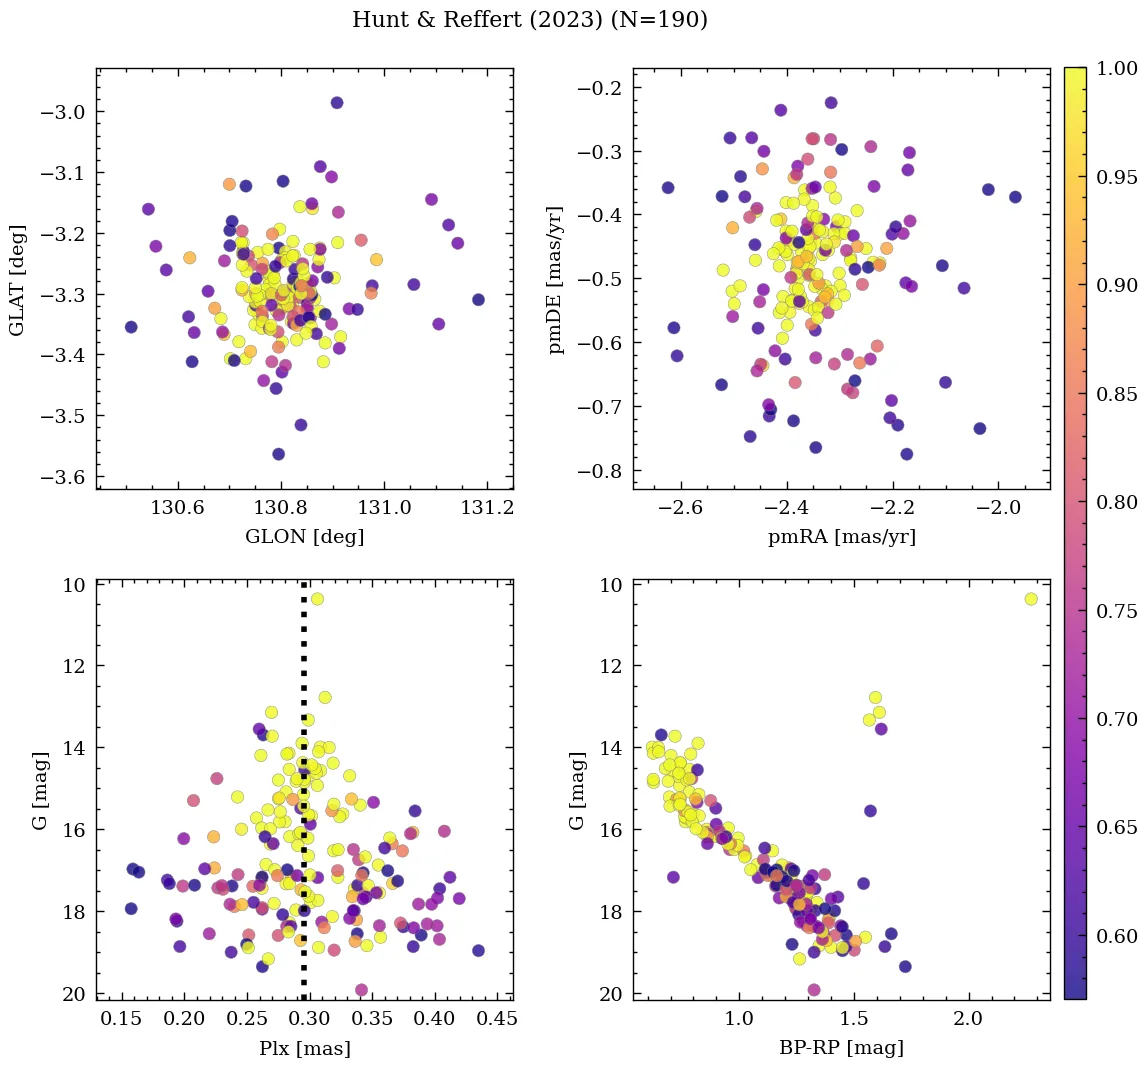 Hunt & Reffert (2023) (N=190)
−3.0
−3.1
−3.2
−3.3
−3.4
−3.5
−3.6
GLAT [deg]
130.6 130.8 131.0 131.2
GLON [deg]
−0.2
−0.3
−0.4
−0.5
−0.6
−0.7
−0.8
pmDE [mas/yr]
−2.6 −2.4 −2.2 −2.0
pmRA [mas/yr]
10
12
14
16
18
20
G [mag]
0.15 0.20 0.25 0.30 0.35 0.40 0.45
Plx [mas]
10
12
14
16
18
20
G [mag]
1.0 1.5 2.0
BP-RP [mag]
1.00
0.95
0.90
0.85
0.80
0.75
0.70
0.65
0.60